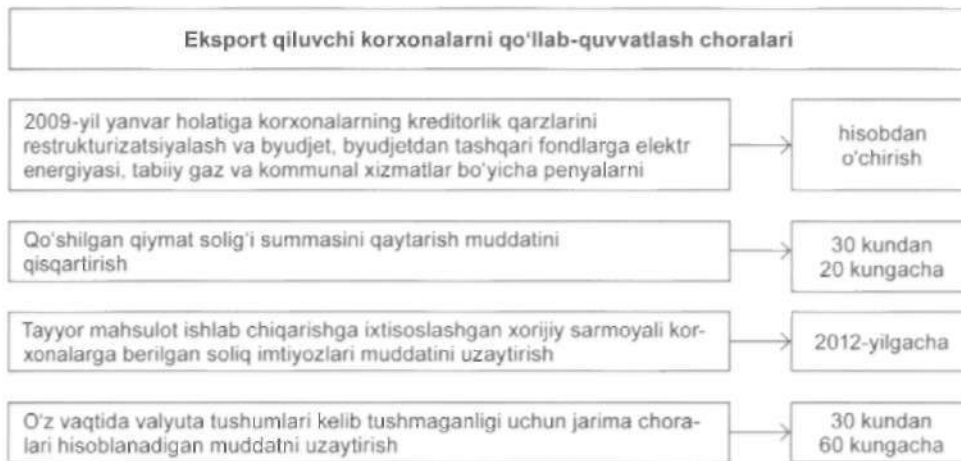 Eksport qiluvchi korxonalarni qo‘llab-quvvatlash choralari
2009-yil yanvar holatiga korxonalarning kreditorlik qarzlarini
restrukturizatsiyalash va byudjet, byudjetdan tashqari fondlarga elektr
energiyasi, tabiiy gaz va kommunal xizmatlar bo‘yicha penyalarni
hisobdan
o‘chirish
Qo‘shilgan qiymat solig‘i summasini qaytarish muddatini
qisqartirish
30 kundan
20 kungacha
Tayyor mahsulot ishlab chiqarishga ixtisoslashgan xorijiy sarmoyali kor-
xonalarga berilgan soliq imtiyozlari muddatini uzaytirish
2012-yilgacha
O‘z vaqtida valyuta tushumlari kelib tushmaganligi uchun jarima chora-
lari hisoblanadigan muddatni uzaytirish
30 kundan
60 kungacha